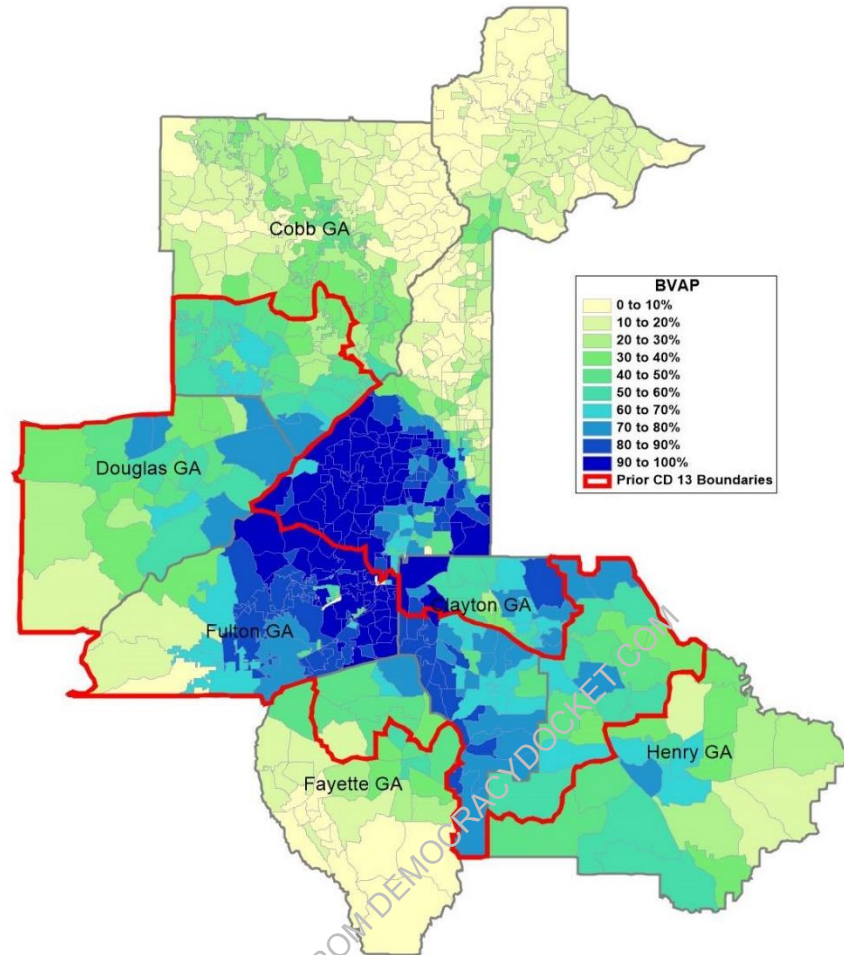 Cobb GA
BVAP
0 to 10%
10 to 20%
20 to 30%
30 to 40%
40 to 50%
50 to 60%
60 to 70%
70 to 80%
80 to 90%
90 to 100%
Prior CD 13 Boundaries
Douglas GA
Clayton GA
Fulton GA
Henry GA
Fayette GA
OM DEMOCRACYDOCKET.COM